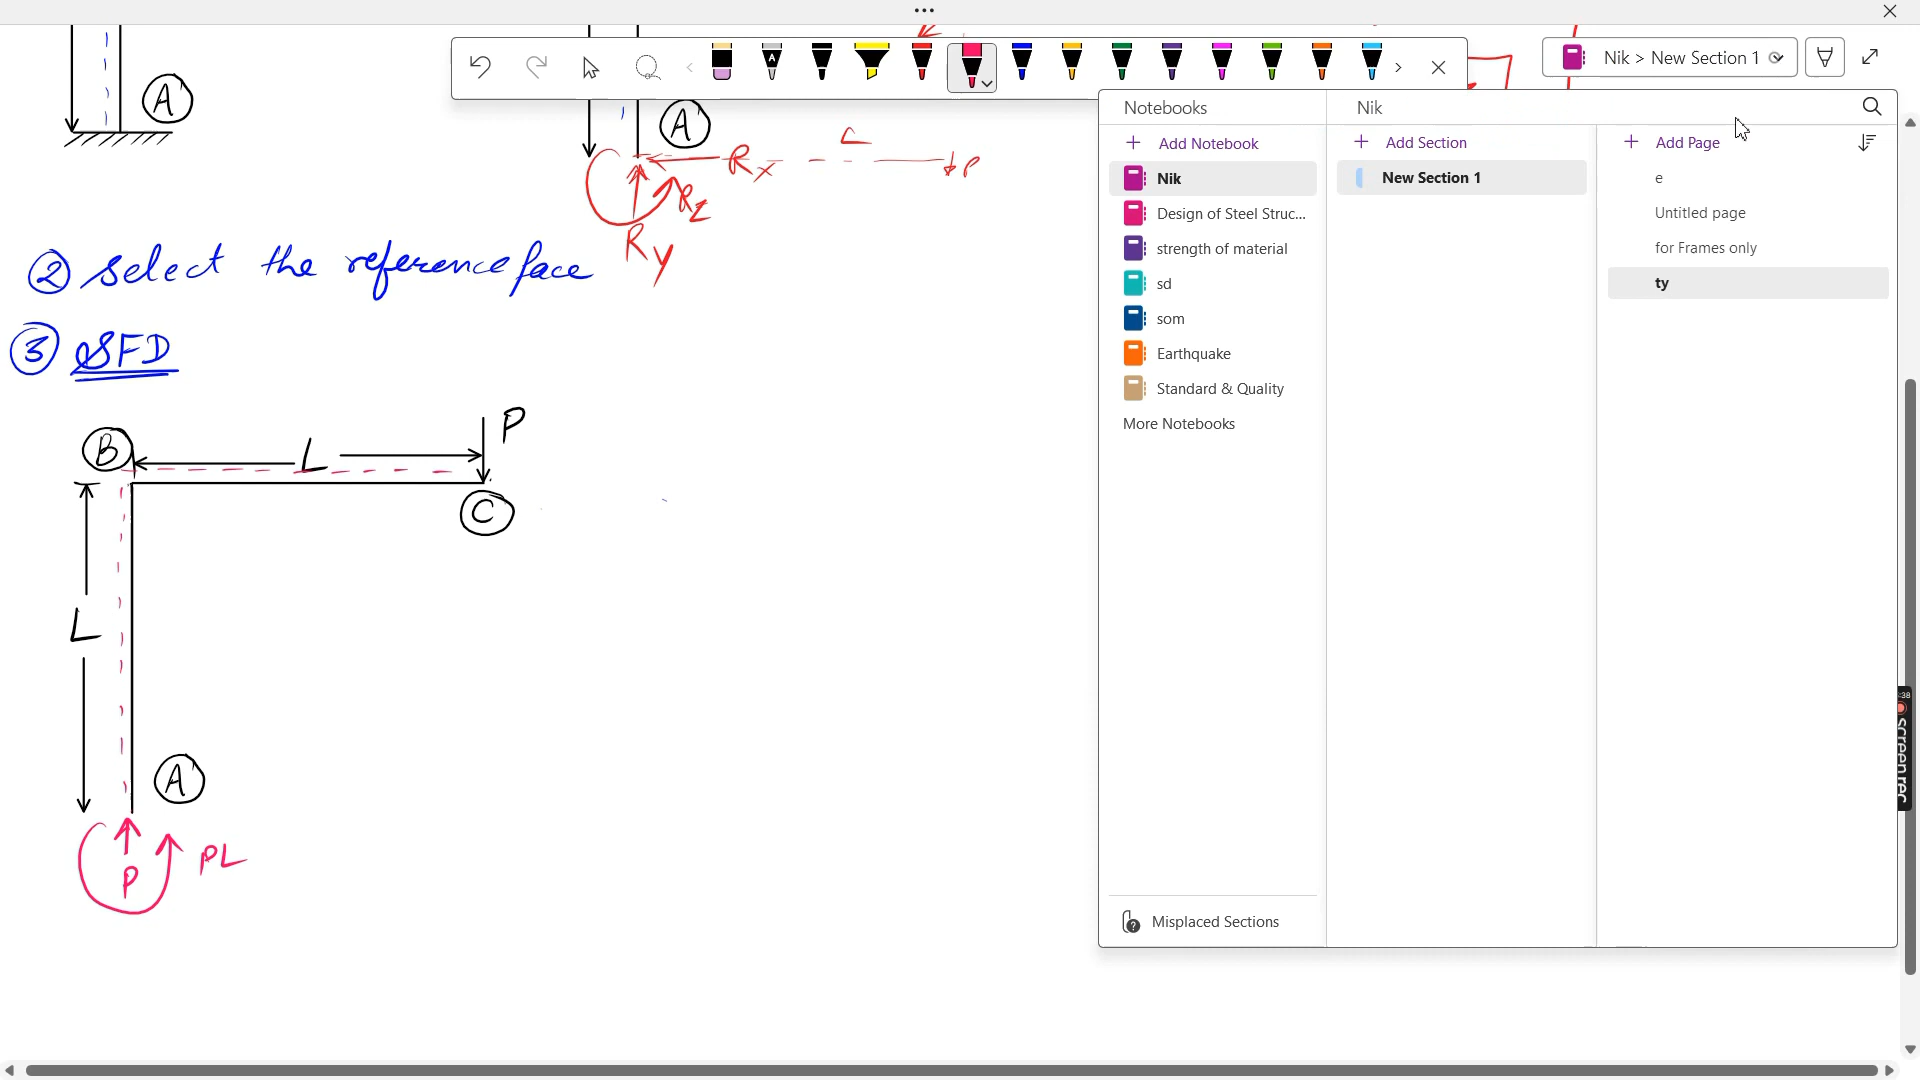 Nik > New Section 1
Notebooks
Nik
Add Notebook
Add Section
Add Page
Nik
New Section 1
e
Design of Steel Struc...
Untitled page
strength of material
for Frames only
sd
ty
som
Earthquake
Standard & Quality
More Notebooks
Misplaced Sections
A
A
A
L
Rx
P
Rz
Ry
② select the reference face
③ SFD
B
L
P
C
L
A
P
PL
:38
screenrec